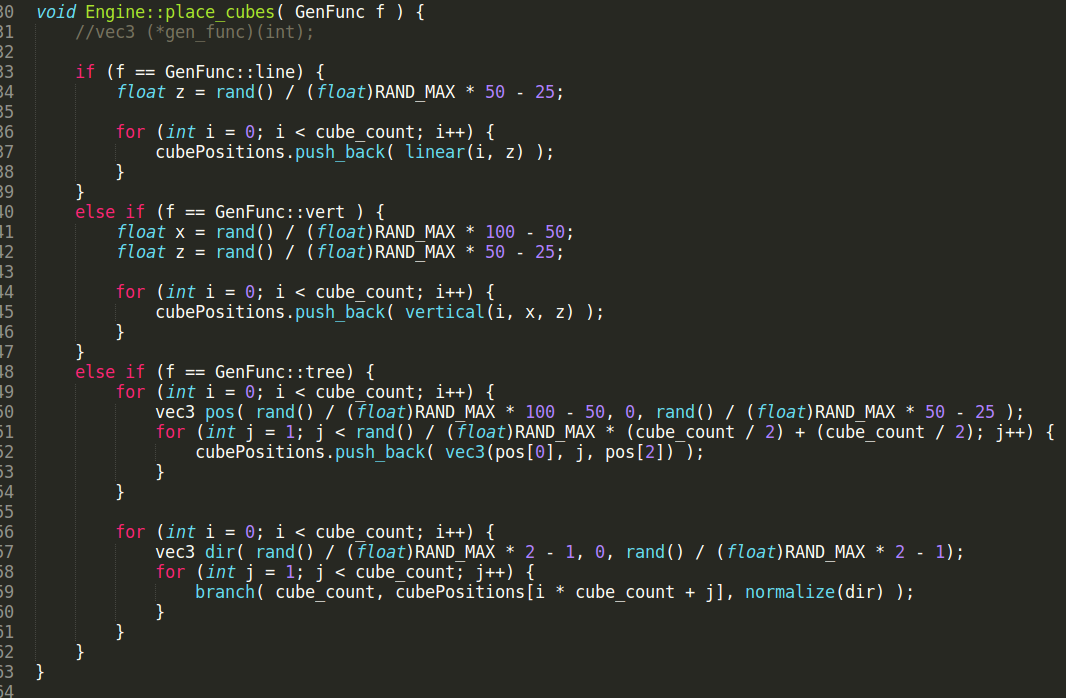 30 void Engine::place_cubes( GenFunc f ) {
31     //vec3 (*gen_func)(int);
32
33     if (f == GenFunc::line) {
34         float z = rand() / (float)RAND_MAX * 50 - 25;
35
36         for (int i = 0; i < cube_count; i++) {
37             cubePositions.push_back( linear(i, z) );
38         }
39     }
40     else if (f == GenFunc::vert ) {
41         float x = rand() / (float)RAND_MAX * 100 - 50;
42         float z = rand() / (float)RAND_MAX * 50 - 25;
43
44         for (int i = 0; i < cube_count; i++) {
45             cubePositions.push_back( vertical(i, x, z) );
46         }
47     }
48     else if (f == GenFunc::tree) {
49         for (int i = 0; i < cube_count; i++) {
50             vec3 pos( rand() / (float)RAND_MAX * 100 - 50, 0, rand() / (float)RAND_MAX * 50 - 25 );
51             for (int j = 1; j < rand() / (float)RAND_MAX * (cube_count / 2) + (cube_count / 2); j++) {
52                 cubePositions.push_back( vec3(pos[0], j, pos[2]) );
53             }
54         }
55
56         for (int i = 0; i < cube_count; i++) {
57             vec3 dir( rand() / (float)RAND_MAX * 2 - 1, 0, rand() / (float)RAND_MAX * 2 - 1);
58             for (int j = 1; j < cube_count; j++) {
59                 branch( cube_count, cubePositions[i * cube_count + j], normalize(dir) );
60             }
61         }
62     }
63 }
64